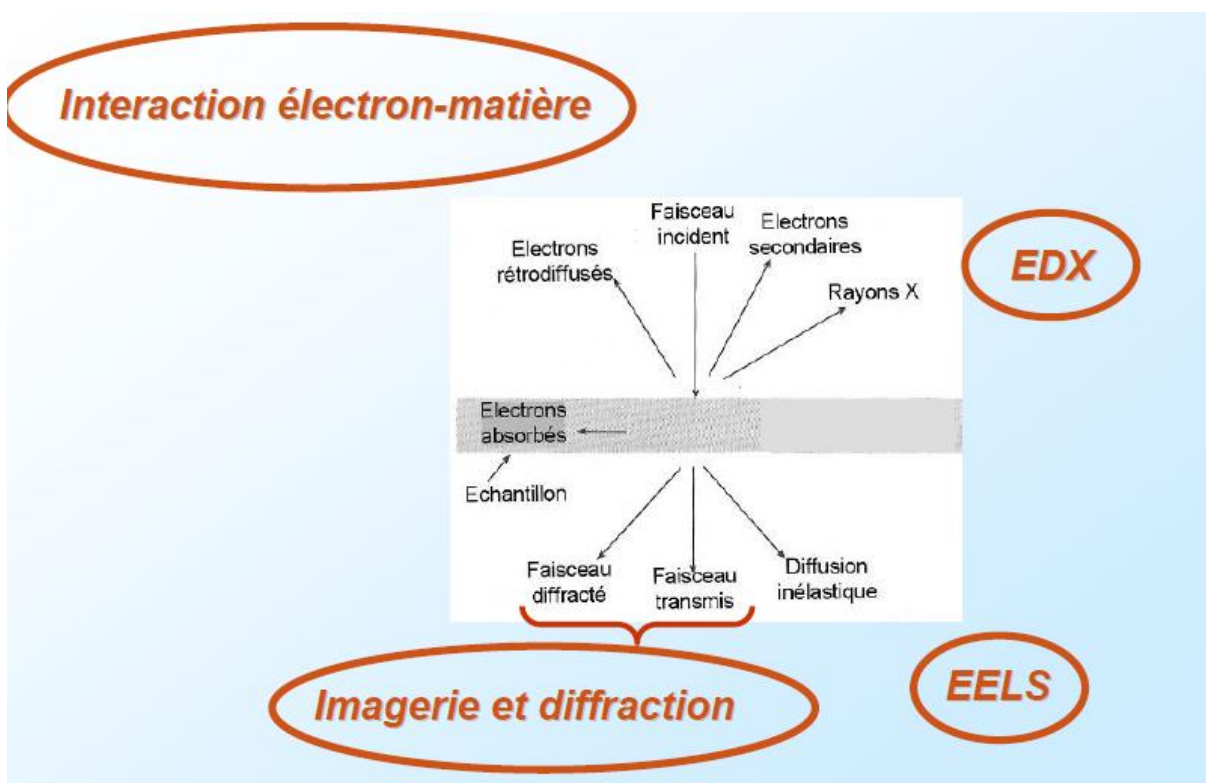 Interaction électron-matière
Faisceau
incident
Electrons
secondaires
Electrons
rétrodiffusés
EDX
Rayons X
Electrons
absorbés
Echantillon
Faisceau
diffracté
Faisceau
transmis
Diffusion
inélastique
Imagerie et diffraction
EELS